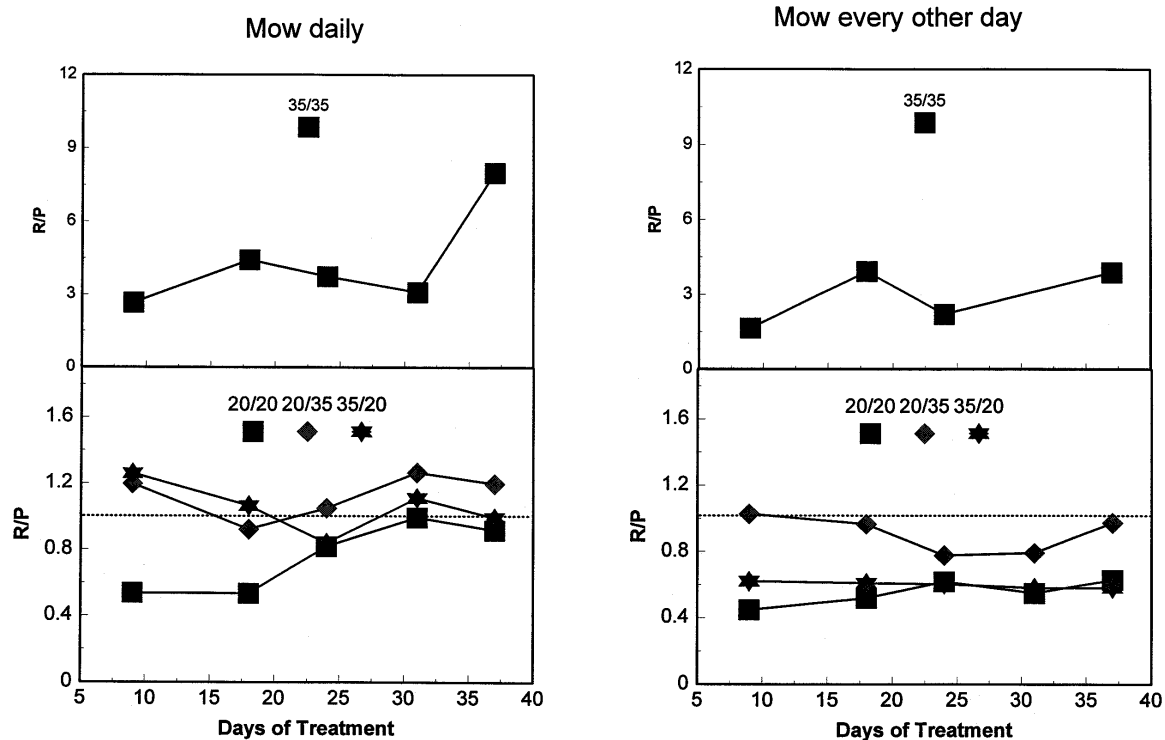 Mow daily
12
9
6
3
0
R/P
35/35
1.6
1.2
0.8
0.4
0
R/P
20/20 20/35 35/20
5 10 15 20 25 30 35 40
Days of Treatment
Mow every other day
12
9
6
3
0
R/P
35/35
1.6
1.2
0.8
0.4
0
R/P
20/20 20/35 35/20
5 10 15 20 25 30 35 40
Days of Treatment